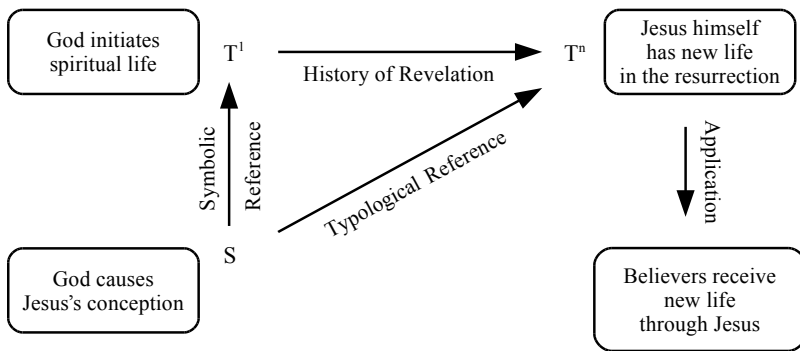 God initiates
spiritual life
T1
History of Revelation
Tn
Jesus himself
has new life
in the resurrection
Symbolic
Reference
Typological Reference
Application
S
God causes
Jesus's conception
Believers receive
new life
through Jesus